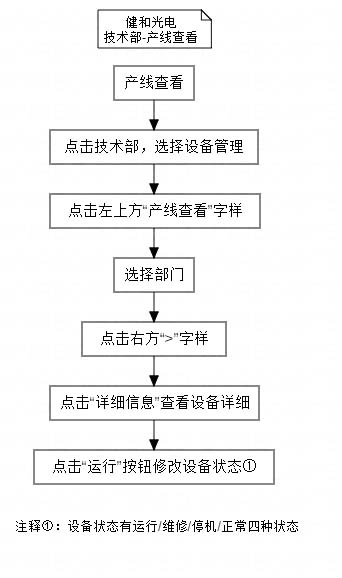 健和光电
技术部-产线查看
产线查看
点击技术部，选择设备管理
点击左上方“产线查看”字样
选择部门
点击右方“>”字样
点击“详细信息”查看设备详细
点击“运行”按钮修改设备状态①
注释①：设备状态有运行/维修/停机/正常四种状态